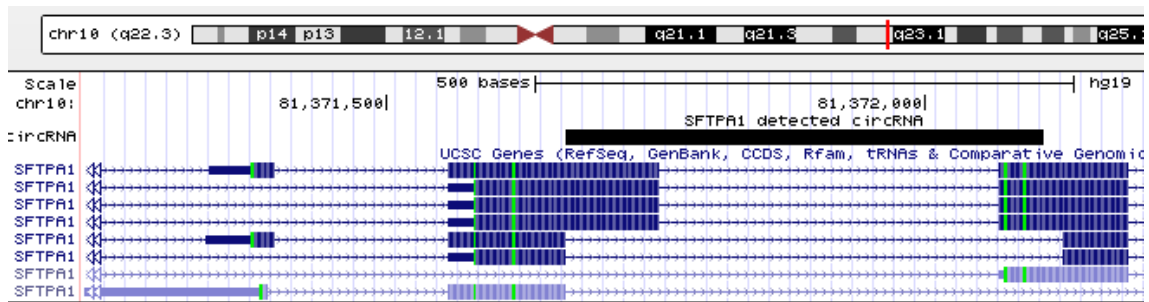 chr10 (q22.3) p14 p13 12.1 q21.1 q21.3 q23.1 q25.
Scale 500 bases hg19
chr10: 81,371,500 81,372,000
SFTPA1 detected circRNA
circRNA
UCSC Genes (RefSeq, GenBank, CCDS, Rfam, tRNAs & Comparative Genomic
SFTPA1
SFTPA1
SFTPA1
SFTPA1
SFTPA1
SFTPA1
SFTPA1
SFTPA1